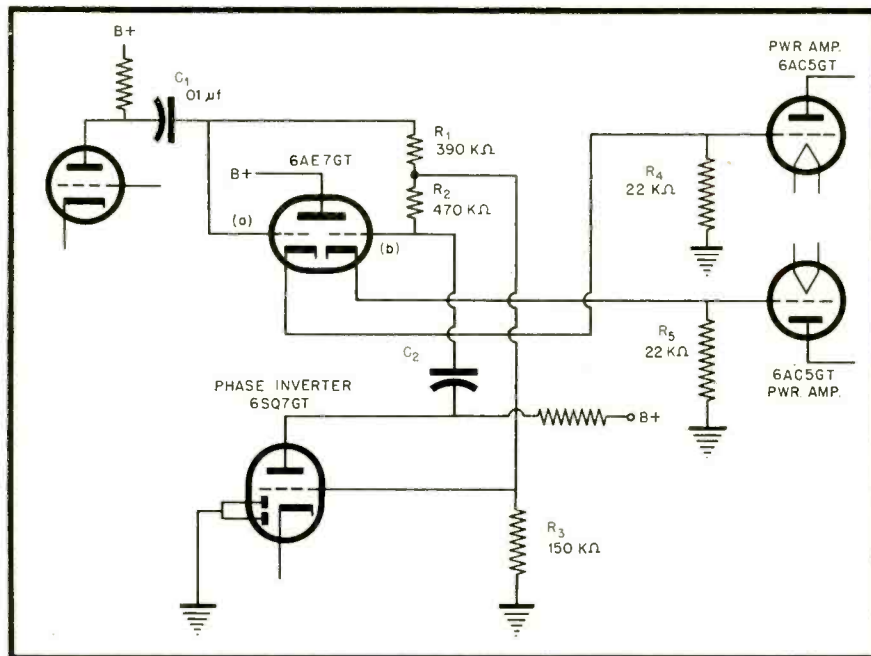 B+
C1
.01 µf
6AE7GT
B+
(a)
(b)
R1
390 KΩ
R2
470 KΩ
PWR AMP.
6AC5GT
R4
22 KΩ
R5
22 KΩ
6AC5GT
PWR. AMP.
C2
PHASE INVERTER
6SQ7GT
B+
R3
150 KΩ